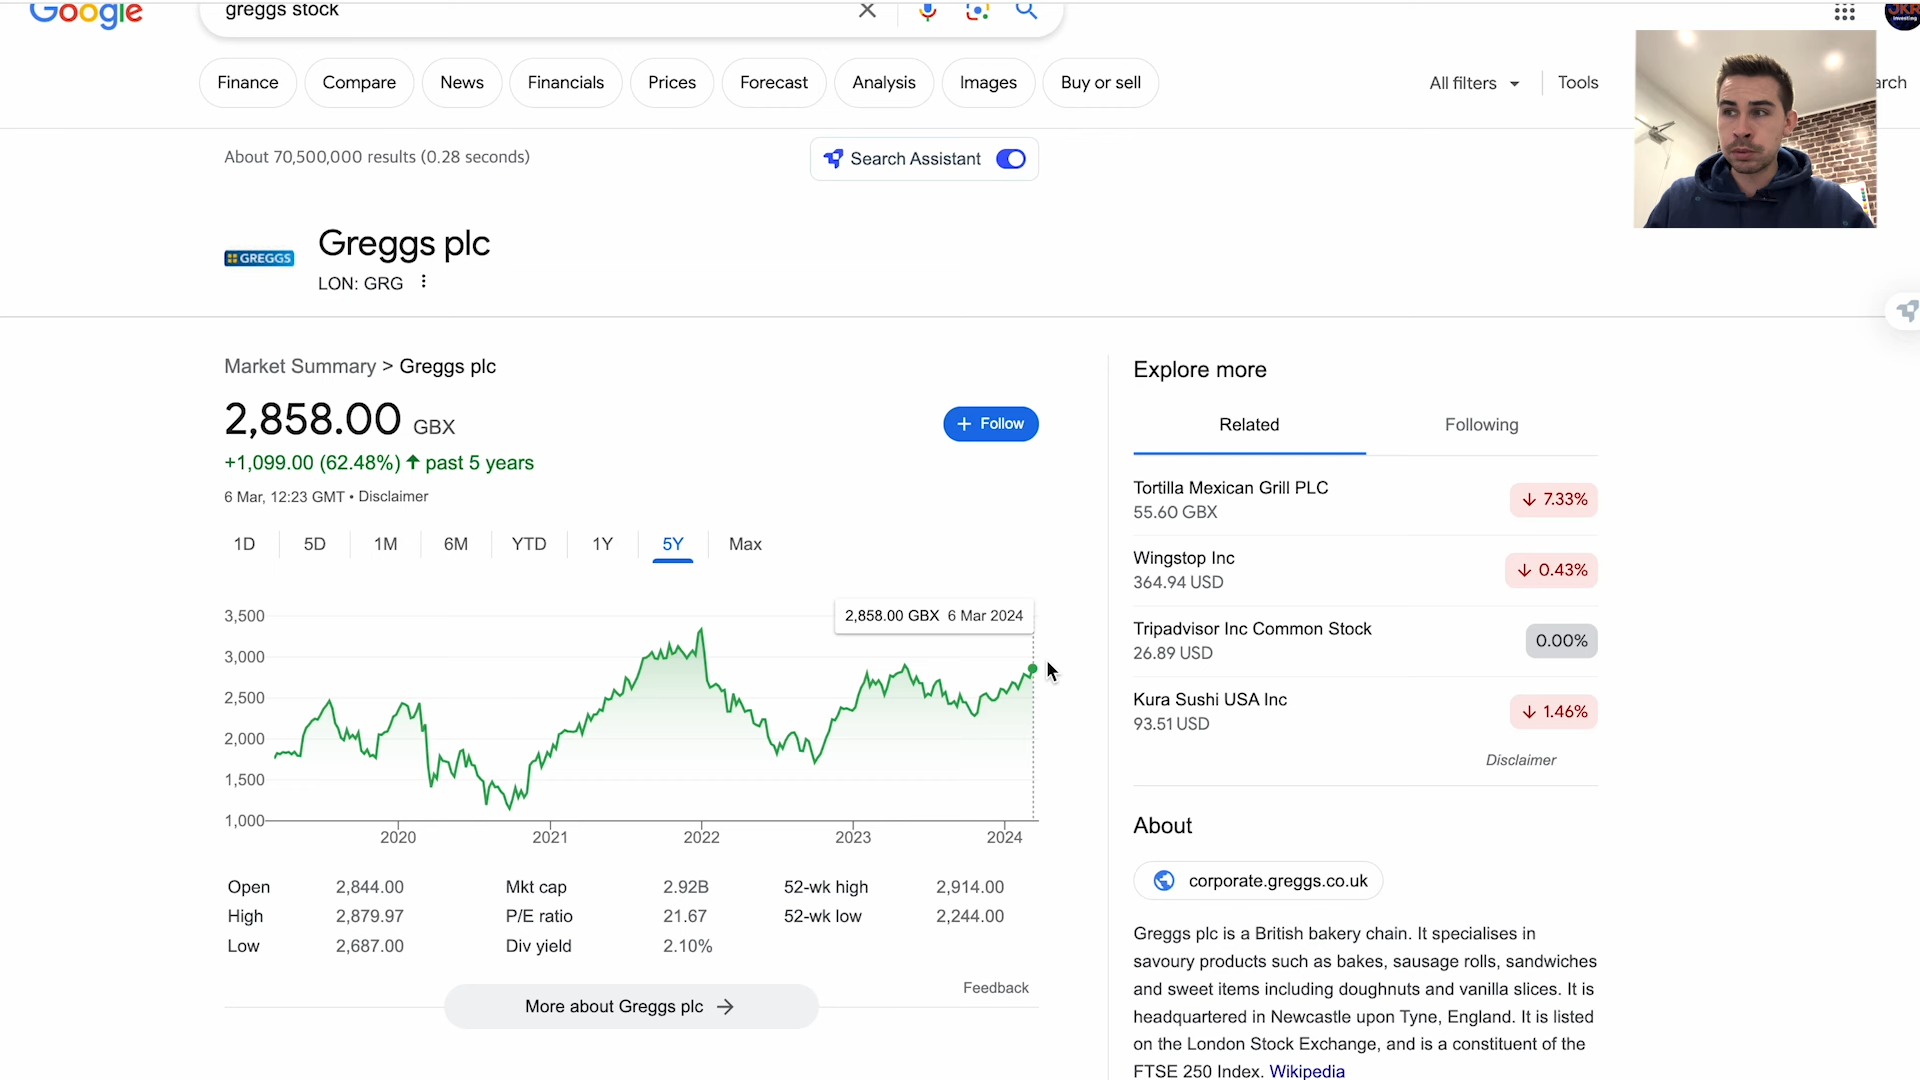 Google
greggs stock
Finance
Compare
News
Financials
Prices
Forecast
Analysis
Images
Buy or sell
All filters
Tools
arch
About 70,500,000 results (0.28 seconds)
Search Assistant
GREGGS
Greggs plc
LON: GRG
Market Summary > Greggs plc
2,858.00 GBX
+ Follow
+1,099.00 (62.48%) past 5 years
6 Mar, 12:23 GMT • Disclaimer
1D
5D
1M
6M
YTD
1Y
5Y
Max
2,858.00 GBX 6 Mar 2024
3,500
3,000
2,500
2,000
1,500
1,000
2020
2021
2022
2023
2024
Open 2,844.00 Mkt cap 2.92B 52-wk high 2,914.00
High 2,879.97 P/E ratio 21.67 52-wk low 2,244.00
Low 2,687.00 Div yield 2.10%
Feedback
More about Greggs plc
Explore more
Related
Following
Tortilla Mexican Grill PLC
55.60 GBX
7.33%
Wingstop Inc
364.94 USD
0.43%
Tripadvisor Inc Common Stock
26.89 USD
0.00%
Kura Sushi USA Inc
93.51 USD
1.46%
Disclaimer
About
corporate.greggs.co.uk
Greggs plc is a British bakery chain. It specialises in
savoury products such as bakes, sausage rolls, sandwiches
and sweet items including doughnuts and vanilla slices. It is
headquartered in Newcastle upon Tyne, England. It is listed
on the London Stock Exchange, and is a constituent of the
FTSE 250 Index. Wikipedia